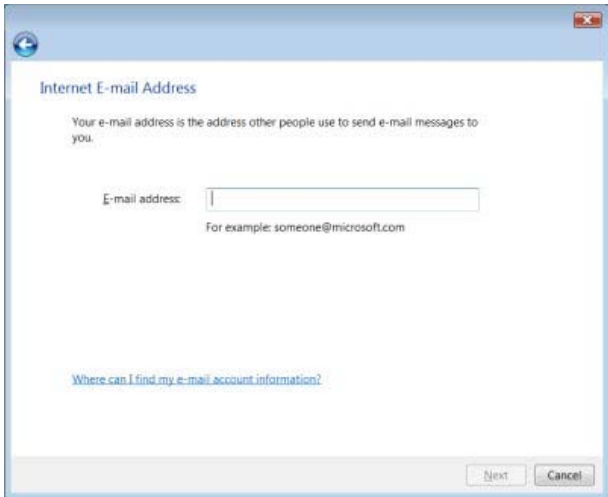 Internet E-mail Address
Your e-mail address is the address other people use to send e-mail messages to
you.
E-mail address:
For example: someone@microsoft.com
Where can I find my e-mail account information?
Next Cancel